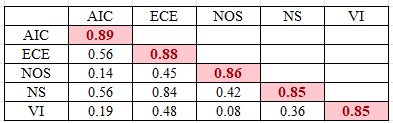 AIC ECE NOS NS VI
AIC 0.89
ECE 0.56 0.88
NOS 0.14 0.45 0.86
NS 0.56 0.84 0.42 0.85
VI 0.19 0.48 0.08 0.36 0.85